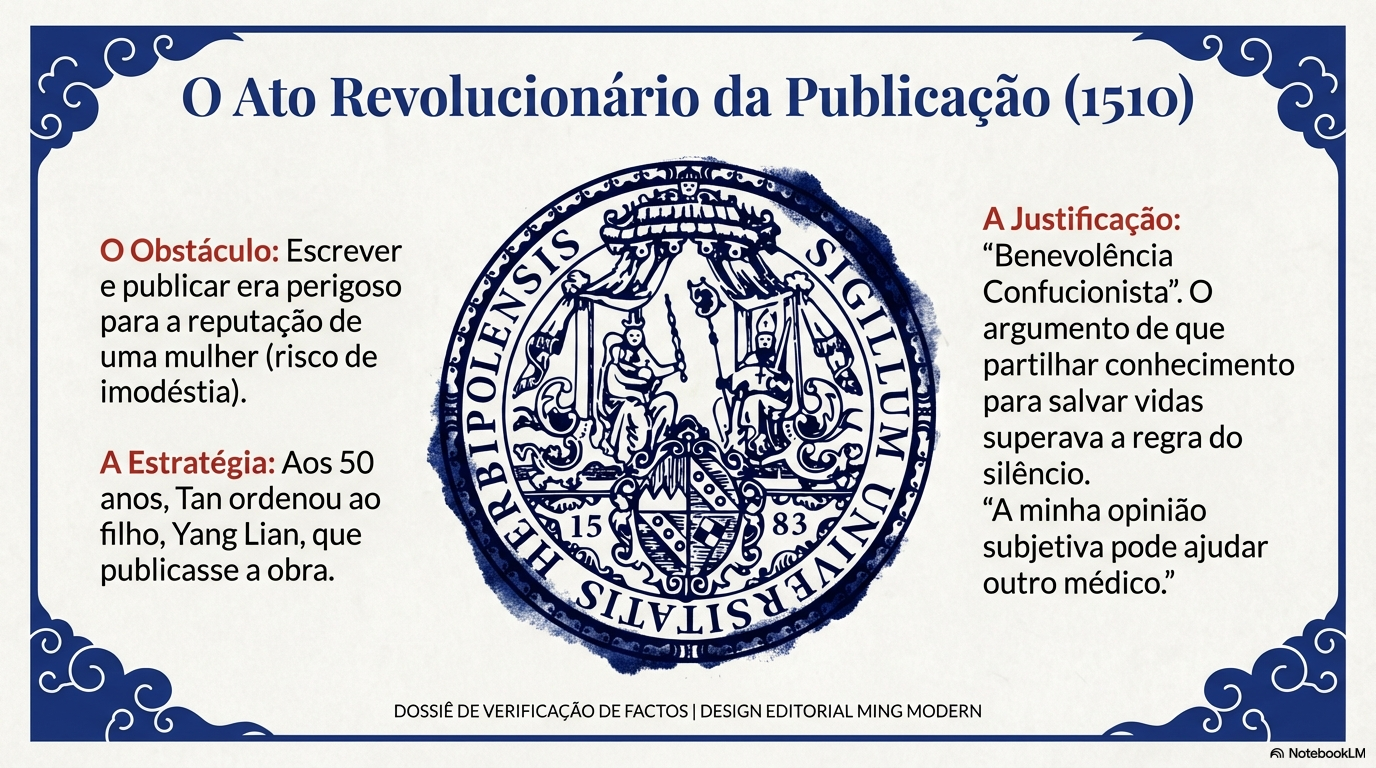 O Ato Revolucionário da Publicação (1510)
O Obstáculo: Escrever
e publicar era perigoso
para a reputação de
uma mulher (risco de
imodéstia).
A Estratégia: Aos 50
anos, Tan ordenou ao
filho, Yang Lian, que
publicasse a obra.
SIGILLUM UNIVERSITATIS HERBIPOLENSIS
15 83
A Justificação:
“Benevolência
Confucionista”. O
argumento de que
partilhar conhecimento
para salvar vidas
superava a regra do
silêncio.
“A minha opinião
subjetiva pode ajudar
outro médico.”
DOSSIÊ DE VERIFICAÇÃO DE FACTOS | DESIGN EDITORIAL MING MODERN
NotebookLM